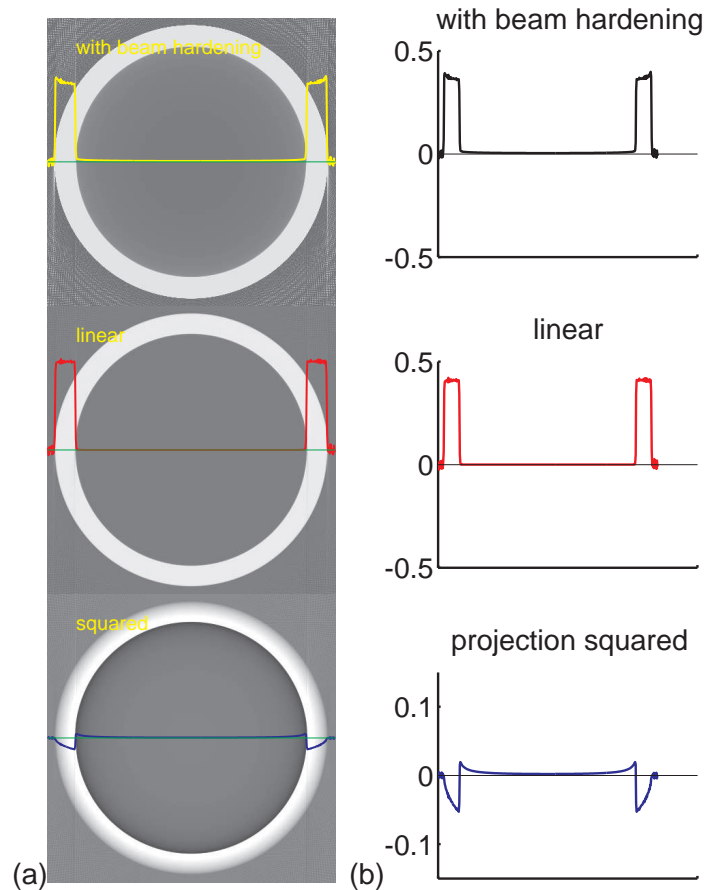 with beam hardening
linear
squared
(a)
with beam hardening
0.5
0
-0.5
linear
0.5
0
-0.5
projection squared
0.1
0
-0.1
(b)